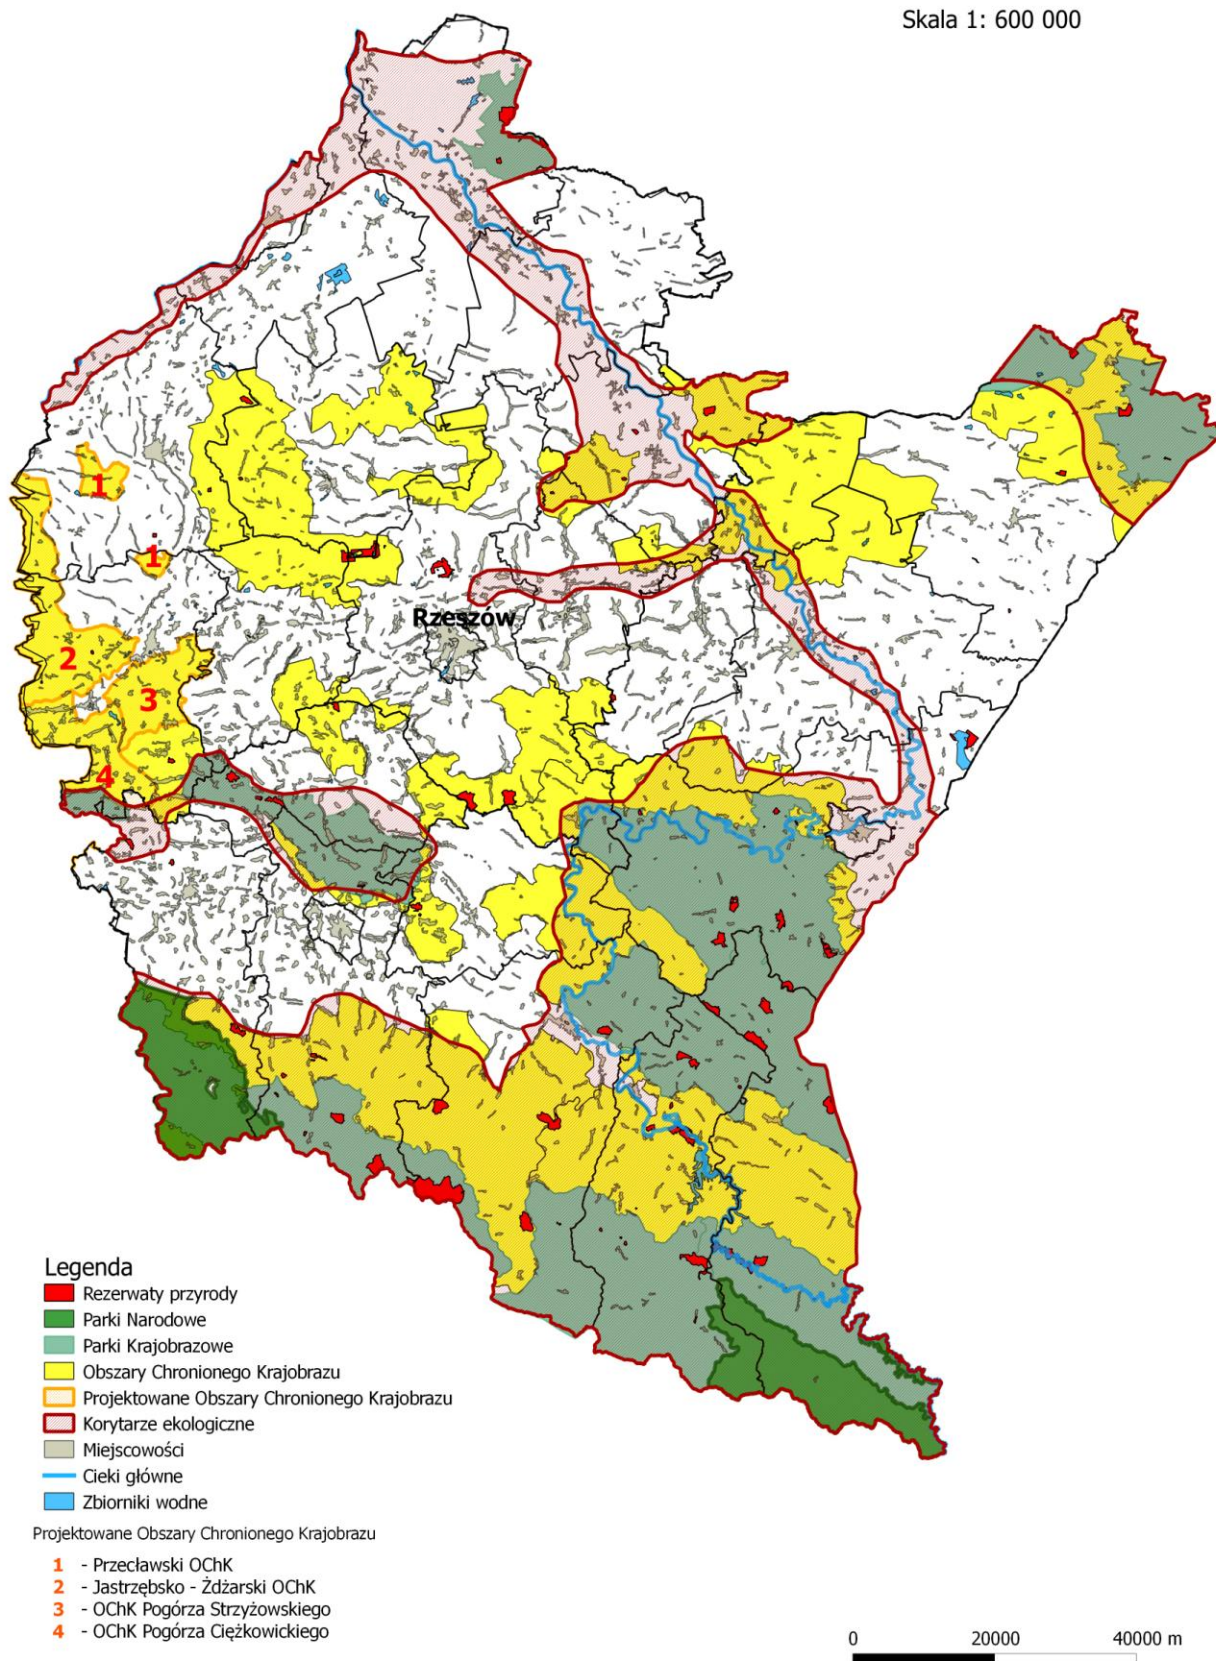 Skala 1: 600 000
1
1
Rzeszów
2
3
4
Legenda
Rezerwaty przyrody
Parki Narodowe
Parki Krajobrazowe
Obszary Chronionego Krajobrazu
Projektowane Obszary Chronionego Krajobrazu
Korytarze ekologiczne
Miejscowości
Cieki główne
Zbiorniki wodne
Projektowane Obszary Chronionego Krajobrazu
1 - Przecławski OChK
2 - Jastrzębsko - Żdżarski OChK
3 - OChK Pogórza Strzyżowskiego
4 - OChK Pogórza Ciężkowickiego
0 20000 40000 m